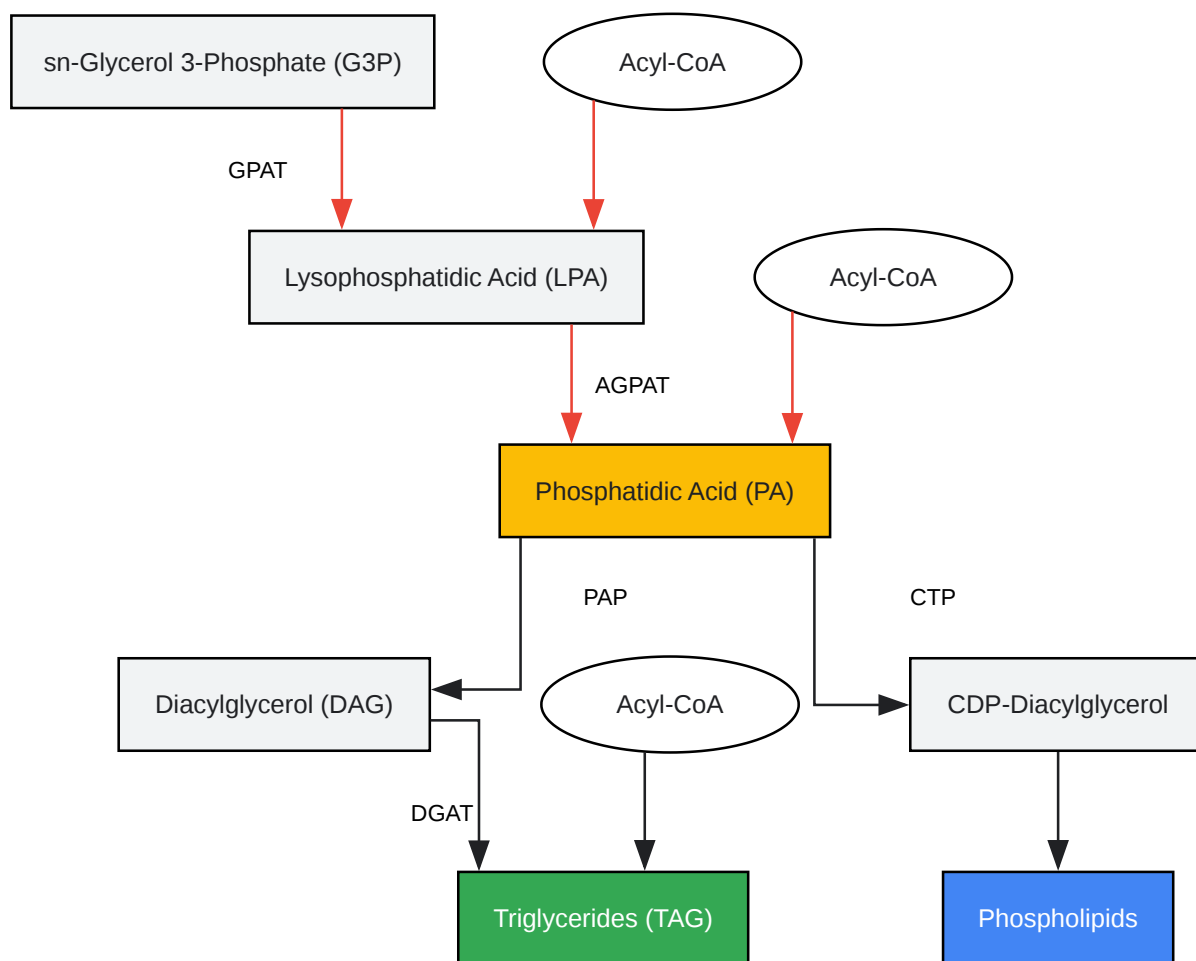 sn-Glycerol 3-Phosphate (G3P)
Acyl-CoA
GPAT
Lysophosphatidic Acid (LPA)
Acyl-CoA
AGPAT
Phosphatidic Acid (PA)
PAP
CTP
Diacylglycerol (DAG)
Acyl-CoA
CDP-Diacylglycerol
DGAT
Triglycerides (TAG)
Phospholipids